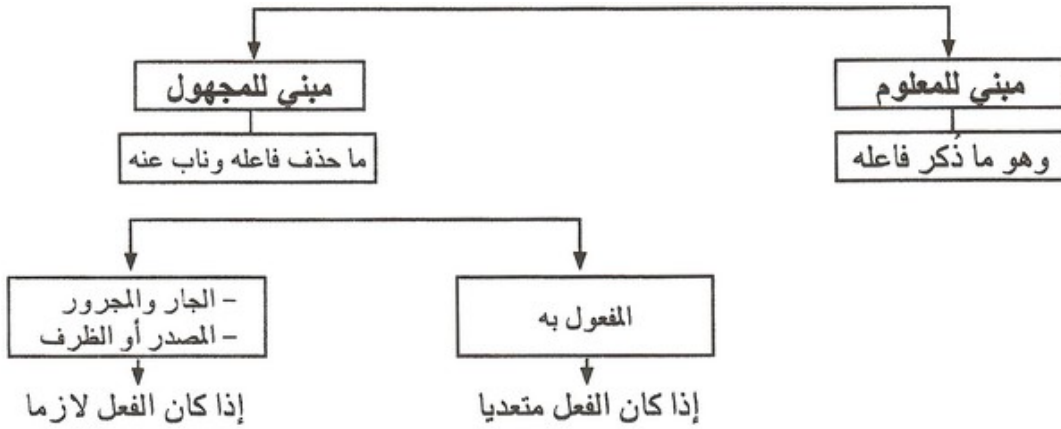 مبني للمعلوم
مبني للمجهول
وهو ما ذُكر فاعله
ما حذف فاعله وناب عنه
المفعول به
– الجار والمجرور
– المصدر أو الظرف
إذا كان الفعل متعديا
إذا كان الفعل لازما